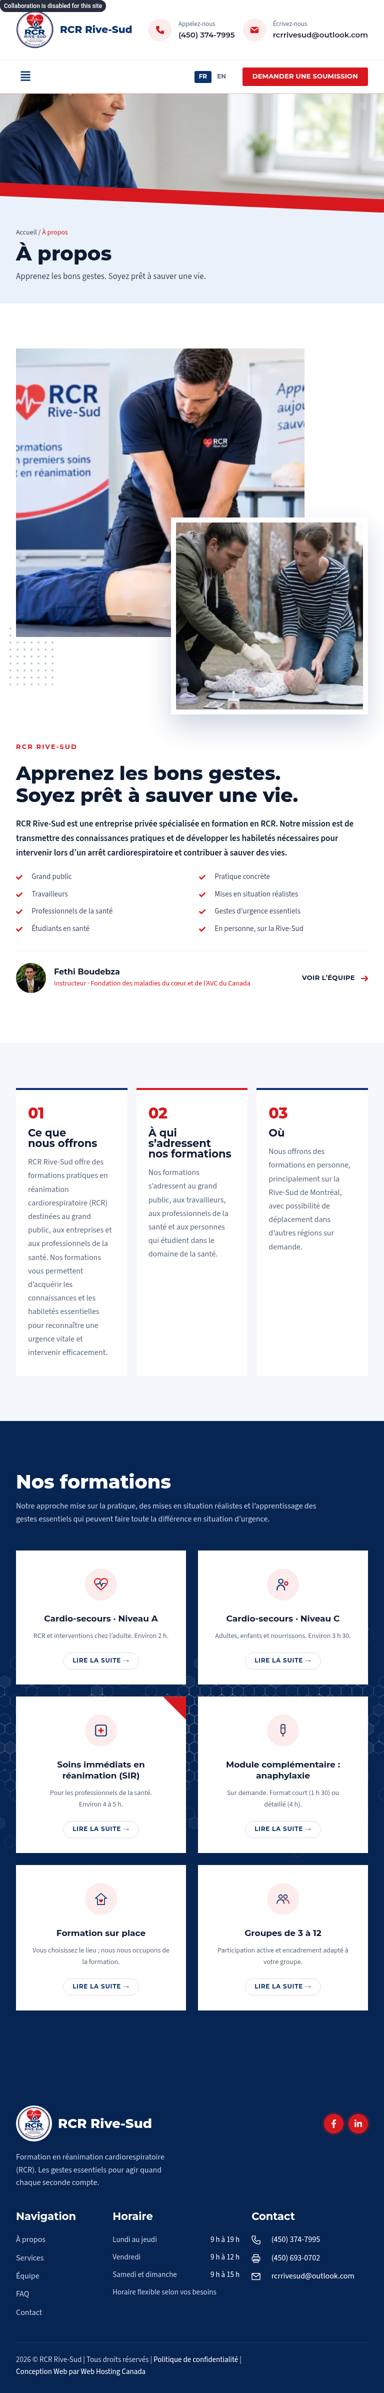 Collaboration is disabled for this site
RCR Rive-Sud
Appelez-nous
(450) 374-7995
Écrivez-nous
rcrrivesud@outlook.com
FR EN
DEMANDER UNE SOUMISSION
Accueil / À propos
À propos
Apprenez les bons gestes. Soyez prêt à sauver une vie.
RCR
Rive-Sud
RCR
RCR RIVE-SUD
Apprenez les bons gestes.
Soyez prêt à sauver une vie.
RCR Rive-Sud est une entreprise privée spécialisée en formation en RCR. Notre mission est de
transmettre des connaissances pratiques et de développer les habiletés nécessaires pour
intervenir lors d’un arrêt cardiorespiratoire et contribuer à sauver des vies.
Grand public
Pratique concrète
Travailleurs
Mises en situation réalistes
Professionnels de la santé
Gestes d’urgence essentiels
Étudiants en santé
En personne, sur la Rive-Sud
Fethi Boudebza
Instructeur · Fondation des maladies du cœur et de l’AVC du Canada
VOIR L’ÉQUIPE
01
Ce que
nous offrons
RCR Rive-Sud offre des
formations pratiques en
réanimation
cardiorespiratoire (RCR)
destinées au grand
public, aux entreprises et
aux professionnels de la
santé. Nos formations
vous permettent
d’acquérir les
connaissances et les
habiletés essentielles
pour reconnaître une
urgence vitale et
intervenir efficacement.
02
À qui
s’adressent
nos formations
Nos formations
s’adressent au grand
public, aux travailleurs,
aux professionnels de la
santé et aux personnes
qui étudient dans le
domaine de la santé.
03
Où
Nous offrons des
formations en personne,
principalement sur la
Rive-Sud de Montréal,
avec possibilité de
déplacement dans
d’autres régions sur
demande.
Nos formations
Notre approche mise sur la pratique, des mises en situation réalistes et l’apprentissage des
gestes essentiels qui peuvent faire toute la différence en situation d’urgence.
Cardio-secours · Niveau A
RCR et interventions chez l’adulte. Environ 2 h.
LIRE LA SUITE →
Cardio-secours · Niveau C
Adultes, enfants et nourrissons. Environ 3 h 30.
LIRE LA SUITE →
Soins immédiats en
réanimation (SIR)
Pour les professionnels de la santé.
Environ 4 à 5 h.
LIRE LA SUITE →
Module complémentaire :
anaphylaxie
Sur demande. Format court (1 h 30) ou
détaillé (4 h).
LIRE LA SUITE →
Formation sur place
Vous choisissez le lieu ; nous nous occupons de
la formation.
LIRE LA SUITE →
Groupes de 3 à 12
Participation active et encadrement adapté à
votre groupe.
LIRE LA SUITE →
RCR Rive-Sud
Formation en réanimation cardiorespiratoire
(RCR). Les gestes essentiels pour agir quand
chaque seconde compte.
Navigation
À propos
Services
Équipe
FAQ
Contact
Horaire
Lundi au jeudi 9 h à 19 h
Vendredi 9 h à 12 h
Samedi et dimanche 9 h à 15 h
Horaire flexible selon vos besoins
Contact
(450) 374-7995
(450) 693-0702
rcrrivesud@outlook.com
2026 © RCR Rive-Sud | Tous droits réservés | Politique de confidentialité |
Conception Web par Web Hosting Canada